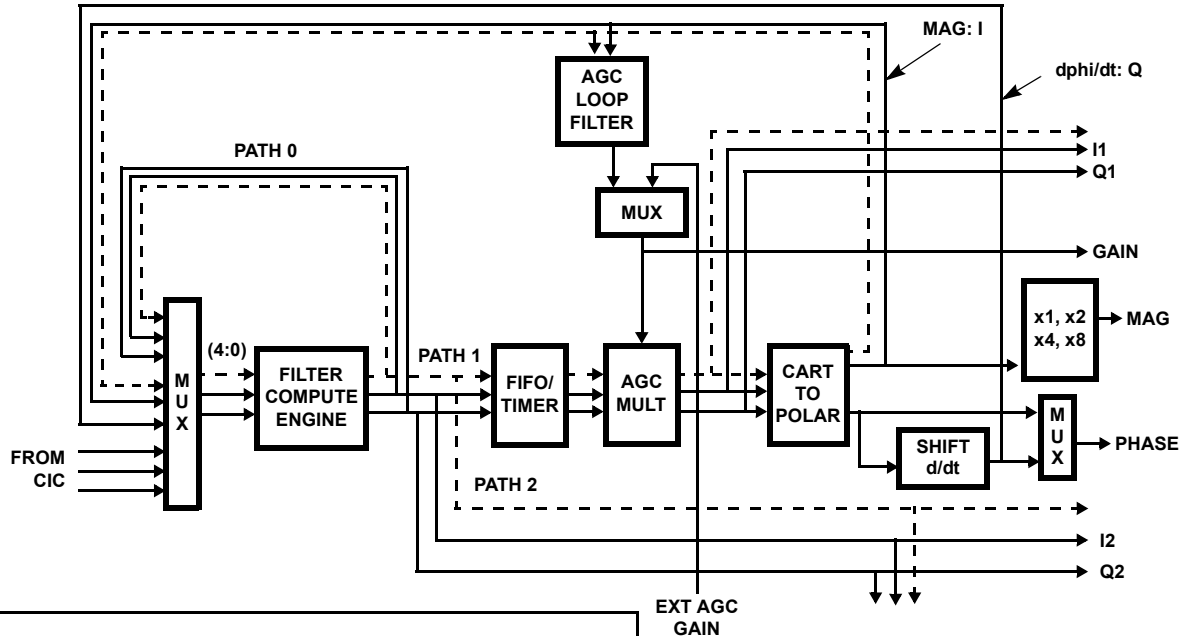 MAG: I
dphi/dt: Q
AGC
LOOP
FILTER
PATH 0
I1
Q1
MUX
GAIN
x1, x2
x4, x8
MAG
(4:0)
PATH 1
M
U
X
FILTER
COMPUTE
ENGINE
FIFO/
TIMER
AGC
MULT
CART
TO
POLAR
M
U
X
PHASE
SHIFT
d/dt
FROM
CIC
PATH 2
I2
Q2
EXT AGC
GAIN